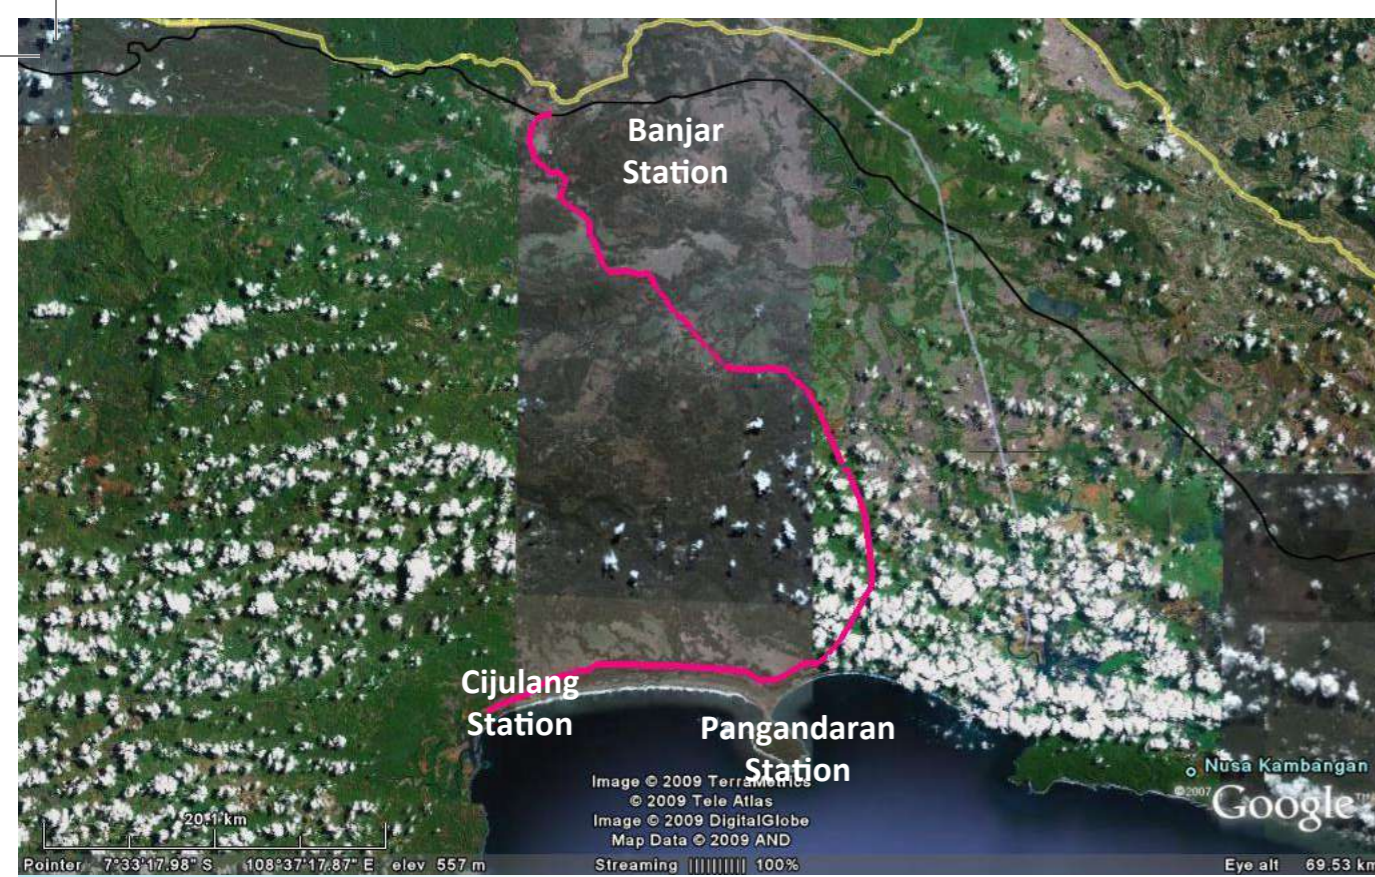 Banjar
Station
Cijulang
Station
Pangandaran
Station
Nusa Kambangan
Image © 2009 TerraMetrics
© 2009 Tele Atlas
Image © 2009 DigitalGlobe
Map Data © 2009 AND
©2007 Google™
20.1 km
Pointer 7°33'17.98" S 108°37'17.87" E elev 557 m Streaming |||||||||| 100% Eye alt 69.53 km